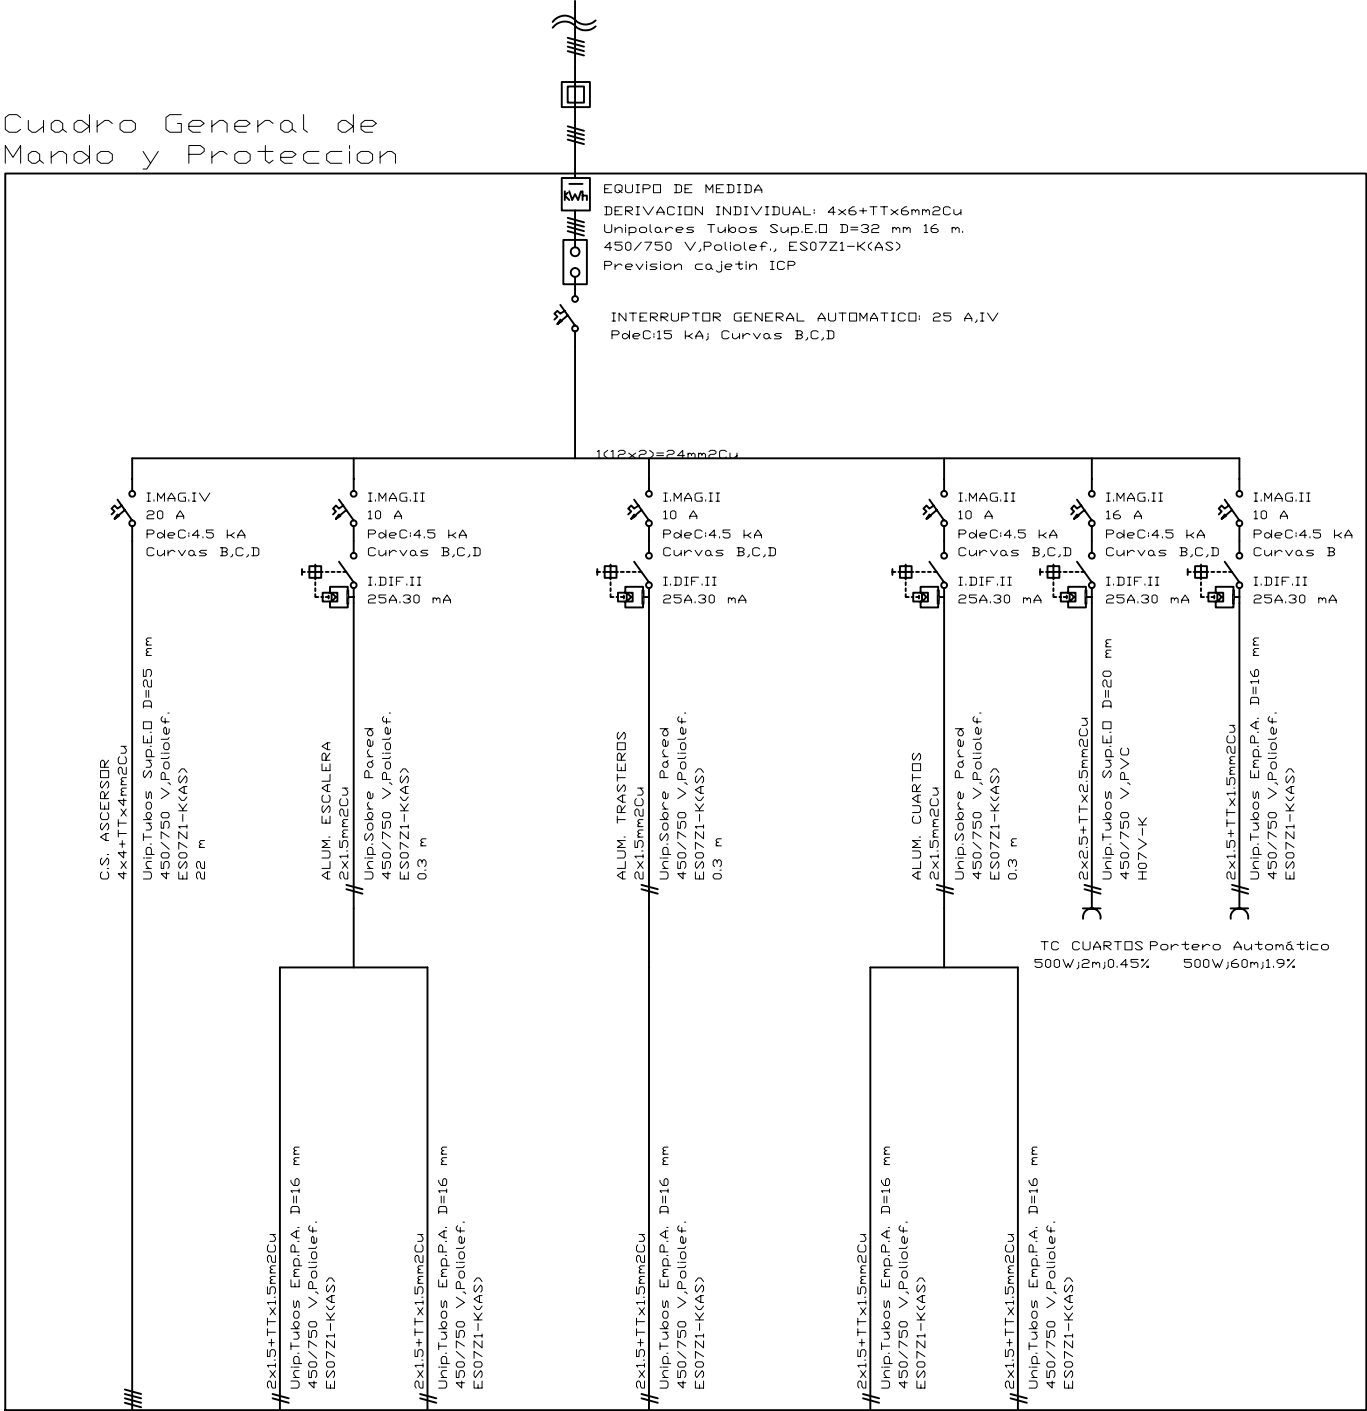 Cuadro General de
Mando y Proteccion
kWh
EQUIPO DE MEDIDA
DERIVACION INDIVIDUAL: 4x6+TTx6mm2Cu
Unipolares Tubos Sup.E.O D=32 mm 16 m.
450/750 V,Poliolef., ES07Z1-K(AS)
Prevision cajetin ICP
INTERRUPTOR GENERAL AUTOMATICO: 25 A,IV
PdeC:15 kA; Curvas B,C,D
1(12x2)=24mm2Cu
I.MAG.IV
20 A
PdeC:4.5 kA
Curvas B,C,D
I.MAG.II
10 A
PdeC:4.5 kA
Curvas B,C,D
I.DIF.II
25A.30 mA
I.MAG.II
10 A
PdeC:4.5 kA
Curvas B,C,D
I.DIF.II
25A.30 mA
I.MAG.II
10 A
PdeC:4.5 kA
Curvas B,C,D
I.DIF.II
25A.30 mA
I.MAG.II
16 A
PdeC:4.5 kA
Curvas B,C,D
I.DIF.II
25A.30 mA
I.MAG.II
10 A
PdeC:4.5 kA
Curvas B
I.DIF.II
25A.30 mA
C.S. ASCERSOR
4x4+TTx4mm2Cu
Unip.Tubos Sup.E.O D=25 mm
450/750 V,Poliolef.
ES07Z1-K(AS)
22 m
ALUM. ESCALERA
2x1.5mm2Cu
Unip.Sobre Pared
450/750 V,Poliolef.
ES07Z1-K(AS)
0.3 m
ALUM. TRASTEROS
2x1.5mm2Cu
Unip.Sobre Pared
450/750 V,Poliolef.
ES07Z1-K(AS)
0.3 m
ALUM. CUARTOS
2x1.5mm2Cu
Unip.Sobre Pared
450/750 V,Poliolef.
ES07Z1-K(AS)
0.3 m
2x2.5+TTx2.5mm2Cu
Unip.Tubos Sup.E.O D=20 mm
450/750 V,PVC
H07V-K
2x1.5+TTx1.5mm2Cu
Unip.Tubos Emp.P.A. D=16 mm
450/750 V,Poliolef.
ES07Z1-K(AS)
TC CUARTOS
500W;2m;0.45%
Portero Automático
500W;60m;1.9%
2x1.5+TTx1.5mm2Cu
Unip.Tubos Emp.P.A. D=16 mm
450/750 V,Poliolef.
ES07Z1-K(AS)
2x1.5+TTx1.5mm2Cu
Unip.Tubos Emp.P.A. D=16 mm
450/750 V,Poliolef.
ES07Z1-K(AS)
2x1.5+TTx1.5mm2Cu
Unip.Tubos Emp.P.A. D=16 mm
450/750 V,Poliolef.
ES07Z1-K(AS)
2x1.5+TTx1.5mm2Cu
Unip.Tubos Emp.P.A. D=16 mm
450/750 V,Poliolef.
ES07Z1-K(AS)
2x1.5+TTx1.5mm2Cu
Unip.Tubos Emp.P.A. D=16 mm
450/750 V,Poliolef.
ES07Z1-K(AS)